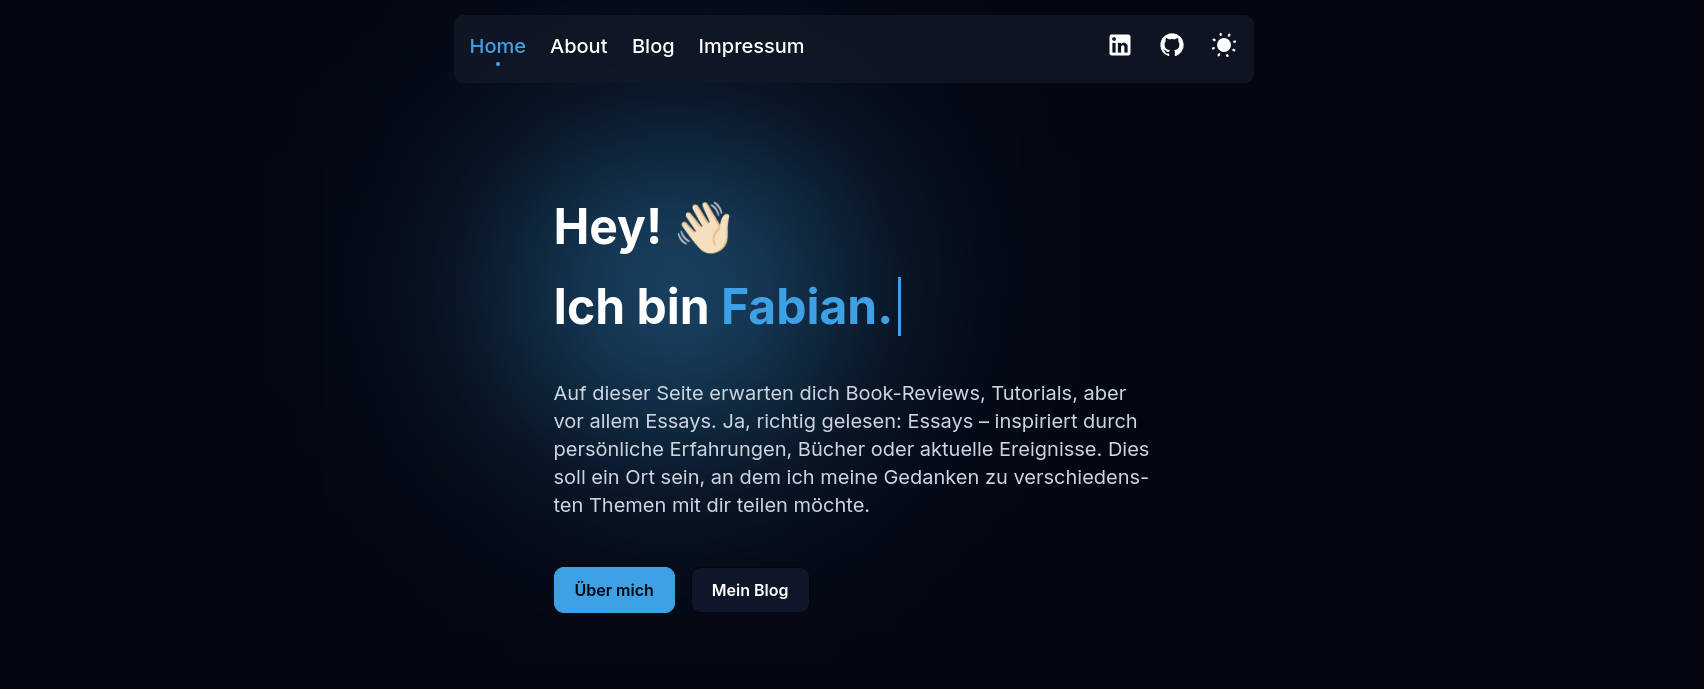 Home About Blog Impressum
Hey! 👋🏻
Ich bin Fabian.
Auf dieser Seite erwarten dich Book-Reviews, Tutorials, aber
vor allem Essays. Ja, richtig gelesen: Essays – inspiriert durch
persönliche Erfahrungen, Bücher oder aktuelle Ereignisse. Dies
soll ein Ort sein, an dem ich meine Gedanken zu verschiedens-
ten Themen mit dir teilen möchte.
Über mich Mein Blog